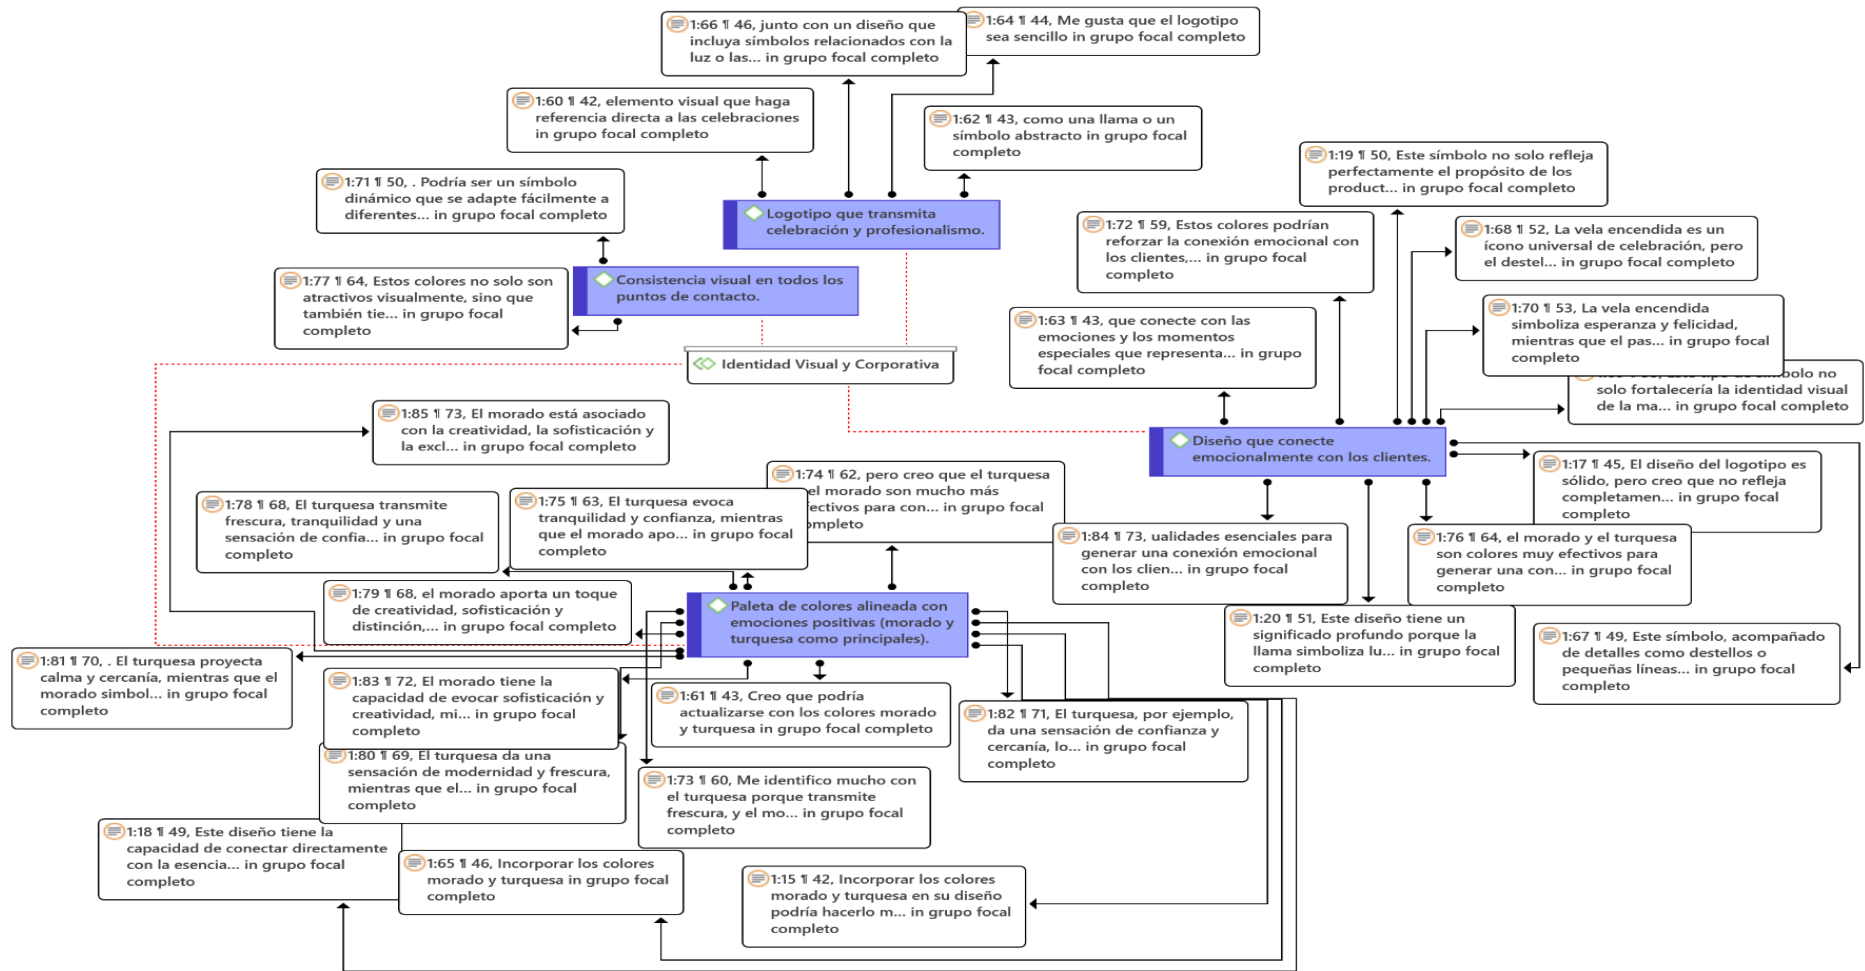 1:66 ¶ 46, junto con un diseño que
incluya símbolos relacionados con la
luz o las... in grupo focal completo
1:64 ¶ 44, Me gusta que el logotipo
sea sencillo in grupo focal completo
1:60 ¶ 42, elemento visual que haga
referencia directa a las celebraciones
in grupo focal completo
1:62 ¶ 43, como una llama o un
símbolo abstracto in grupo focal
completo
1:19 ¶ 50, Este símbolo no solo refleja
perfectamente el propósito de los
product... in grupo focal completo
1:71 ¶ 50, . Podría ser un símbolo
dinámico que se adapte fácilmente a
diferentes... in grupo focal completo
Logotipo que transmita
celebración y profesionalismo.
1:72 ¶ 59, Estos colores podrían
reforzar la conexión emocional con
los clientes,... in grupo focal
completo
1:68 ¶ 52, La vela encendida es un
ícono universal de celebración, pero
el destel... in grupo focal completo
1:77 ¶ 64, Estos colores no solo son
atractivos visualmente, sino que
también tie... in grupo focal
completo
Consistencia visual en todos los
puntos de contacto.
1:70 ¶ 53, La vela encendida
simboliza esperanza y felicidad,
mientras que el pas... in grupo focal
completo
1:63 ¶ 43, que conecte con las
emociones y los momentos
especiales que representa... in grupo
focal completo
Identidad Visual y Corporativa
símbolo no
solo fortalecería la identidad visual
de la ma... in grupo focal completo
1:85 ¶ 73, El morado está asociado
con la creatividad, la sofisticación y
la excl... in grupo focal completo
Diseño que conecte
emocionalmente con los clientes.
1:74 ¶ 62, pero creo que el turquesa
el morado son mucho más
fectivos para con... in grupo focal
ompleto
1:17 ¶ 45, El diseño del logotipo es
sólido, pero creo que no refleja
completamen... in grupo focal
completo
1:78 ¶ 68, El turquesa transmite
frescura, tranquilidad y una
sensación de confia... in grupo focal
completo
1:75 ¶ 63, El turquesa evoca
tranquilidad y confianza, mientras
que el morado apo... in grupo focal
completo
1:84 ¶ 73, ualidades esenciales para
generar una conexión emocional
con los clien... in grupo focal
completo
1:76 ¶ 64, el morado y el turquesa
son colores muy efectivos para
generar una con... in grupo focal
completo
1:79 ¶ 68, el morado aporta un toque
de creatividad, sofisticación y
distinción,... in grupo focal completo
Paleta de colores alineada con
emociones positivas (morado y
turquesa como principales).
1:20 ¶ 51, Este diseño tiene un
significado profundo porque la
llama simboliza lu... in grupo focal
completo
1:67 ¶ 49, Este símbolo, acompañado
de detalles como destellos o
pequeñas líneas... in grupo focal
completo
1:81 ¶ 70, . El turquesa proyecta
calma y cercanía, mientras que el
morado simbol... in grupo focal
completo
1:83 ¶ 72, El morado tiene la
capacidad de evocar sofisticación y
creatividad, mi... in grupo focal
completo
1:61 ¶ 43, Creo que podría
actualizarse con los colores morado
y turquesa in grupo focal completo
1:82 ¶ 71, El turquesa, por ejemplo,
da una sensación de confianza y
cercanía, lo... in grupo focal
completo
1:80 ¶ 69, El turquesa da una
sensación de modernidad y frescura,
mientras que el... in grupo focal
completo
1:73 ¶ 60, Me identifico mucho con
el turquesa porque transmite
frescura, y el mo... in grupo focal
completo
1:18 ¶ 49, Este diseño tiene la
capacidad de conectar directamente
con la esencia... in grupo focal
completo
1:65 ¶ 46, Incorporar los colores
morado y turquesa in grupo focal
completo
1:15 ¶ 42, Incorporar los colores
morado y turquesa en su diseño
podría hacerlo m... in grupo focal
completo